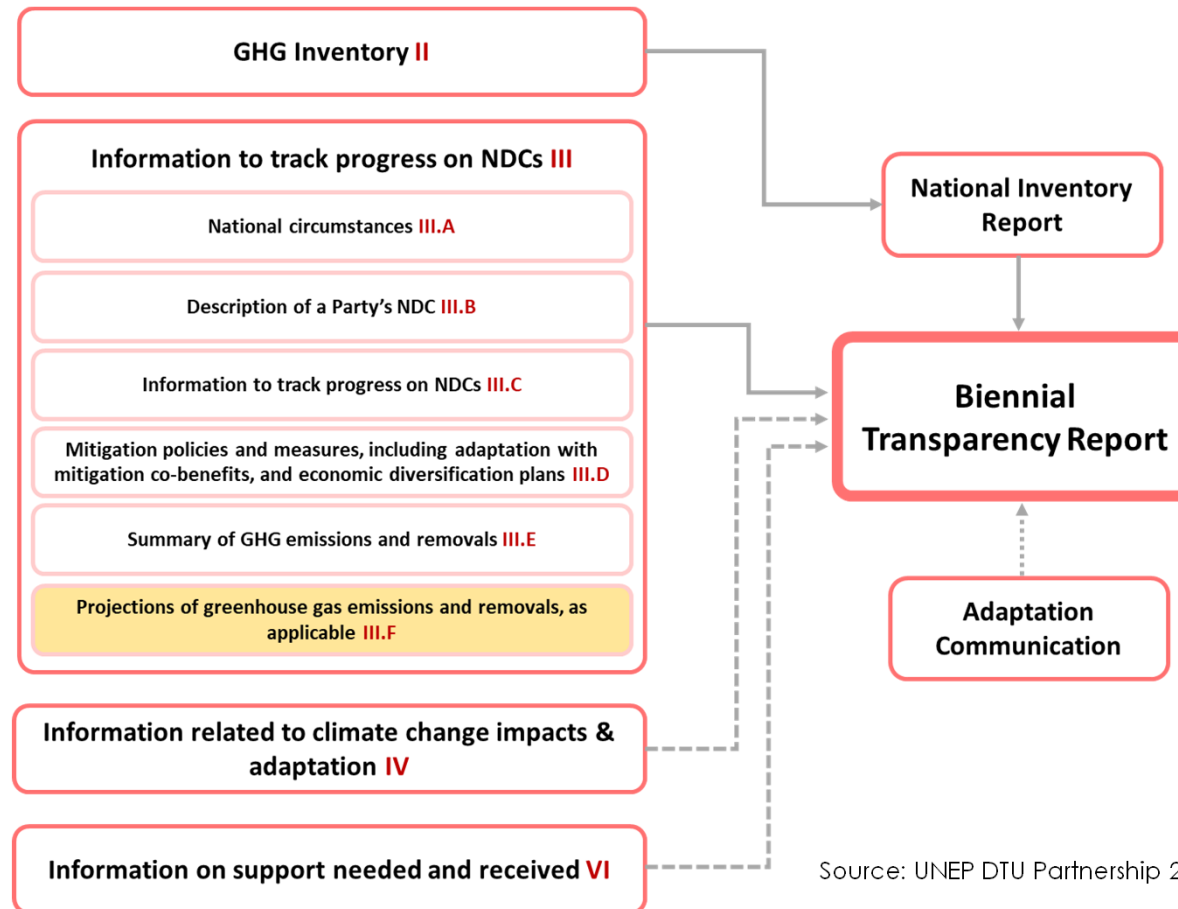 GHG Inventory II
Information to track progress on NDCs III
National circumstances III.A
Description of a Party’s NDC III.B
Information to track progress on NDCs III.C
Mitigation policies and measures, including adaptation with
mitigation co-benefits, and economic diversification plans III.D
Summary of GHG emissions and removals III.E
Projections of greenhouse gas emissions and removals, as
applicable III.F
Information related to climate change impacts &
adaptation IV
Information on support needed and received VI
National Inventory
Report
Biennial
Transparency Report
Adaptation
Communication
Source: UNEP DTU Partnership 2